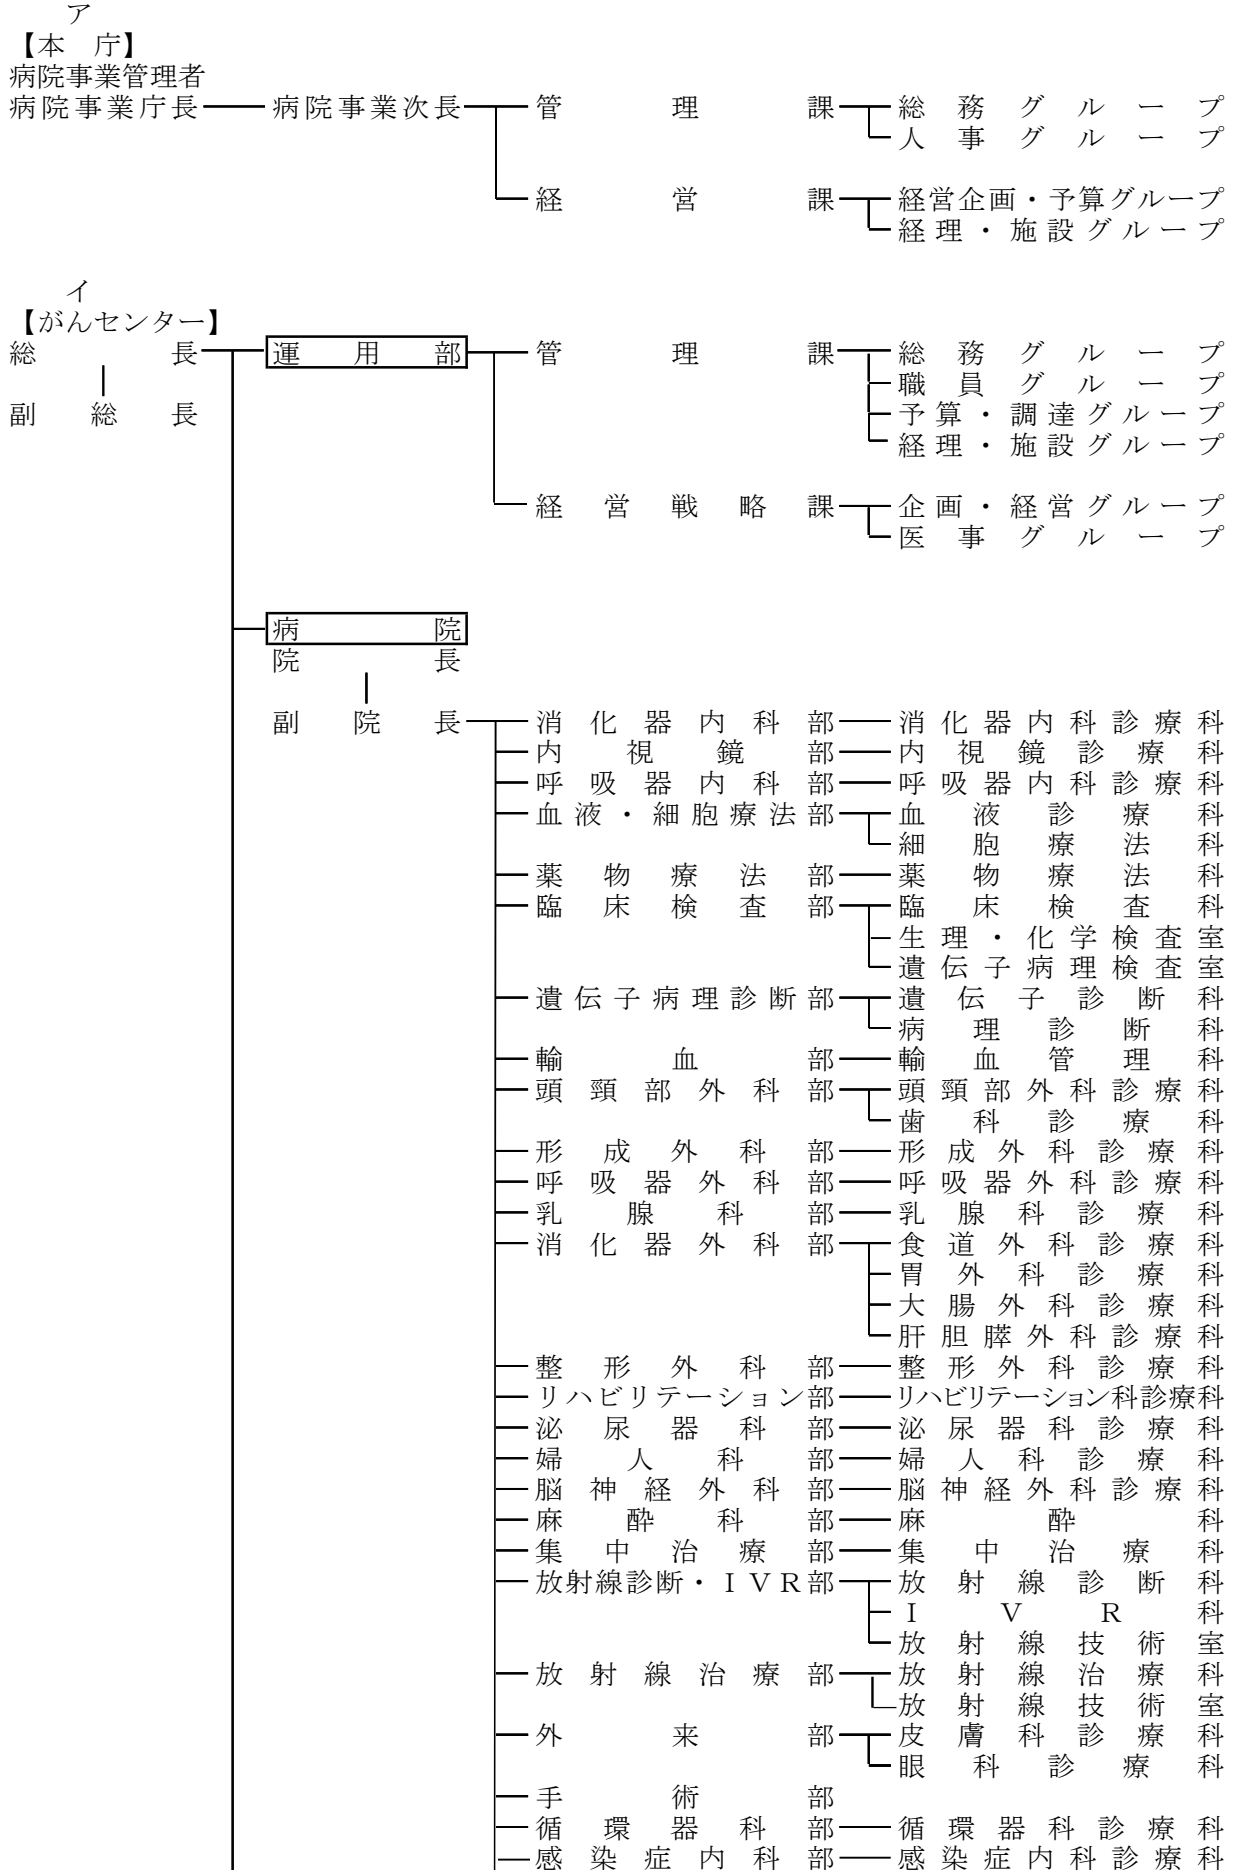 ア
【本　庁】
病院事業管理者
病院事業庁長 病院事業次長 管理課 総務グループ
人事グループ
経営課 経営企画・予算グループ
経理・施設グループ
イ
【がんセンター】
総長 運用部 管理課 総務グループ
職員グループ
副総長 予算・調達グループ
経理・施設グループ
経営戦略課 企画・経営グループ
医事グループ
病院
院長
副院長 消化器内科部 消化器内科診療科
内視鏡部 内視鏡診療科
呼吸器内科部 呼吸器内科診療科
血液・細胞療法部 血液診療科
細胞療法科
薬物療法部 薬物療法科
臨床検査部 臨床検査科
生理・化学検査室
遺伝子病理検査室
遺伝子病理診断部 遺伝子診断科
病理診断科
輸血部 輸血管理科
頭頸部外科部 頭頸部外科診療科
歯科診療科
形成外科部 形成外科診療科
呼吸器外科部 呼吸器外科診療科
乳腺科部 乳腺科診療科
消化器外科部 食道外科診療科
胃外科診療科
大腸外科診療科
肝胆膵外科診療科
整形外科部 整形外科診療科
リハビリテーション部 リハビリテーション科診療科
泌尿器科部 泌尿器科診療科
婦人科部 婦人科診療科
脳神経外科部 脳神経外科診療科
麻酔科部 麻酔科
集中治療部 集中治療科
放射線診断・ＩＶＲ部 放射線診断科
ＩＶＲ科
放射線技術室
放射線治療部 放射線治療科
放射線技術室
外来部 皮膚科診療科
眼科診療科
手術部
循環器科部 循環器科診療科
感染症内科部 感染症内科診療科